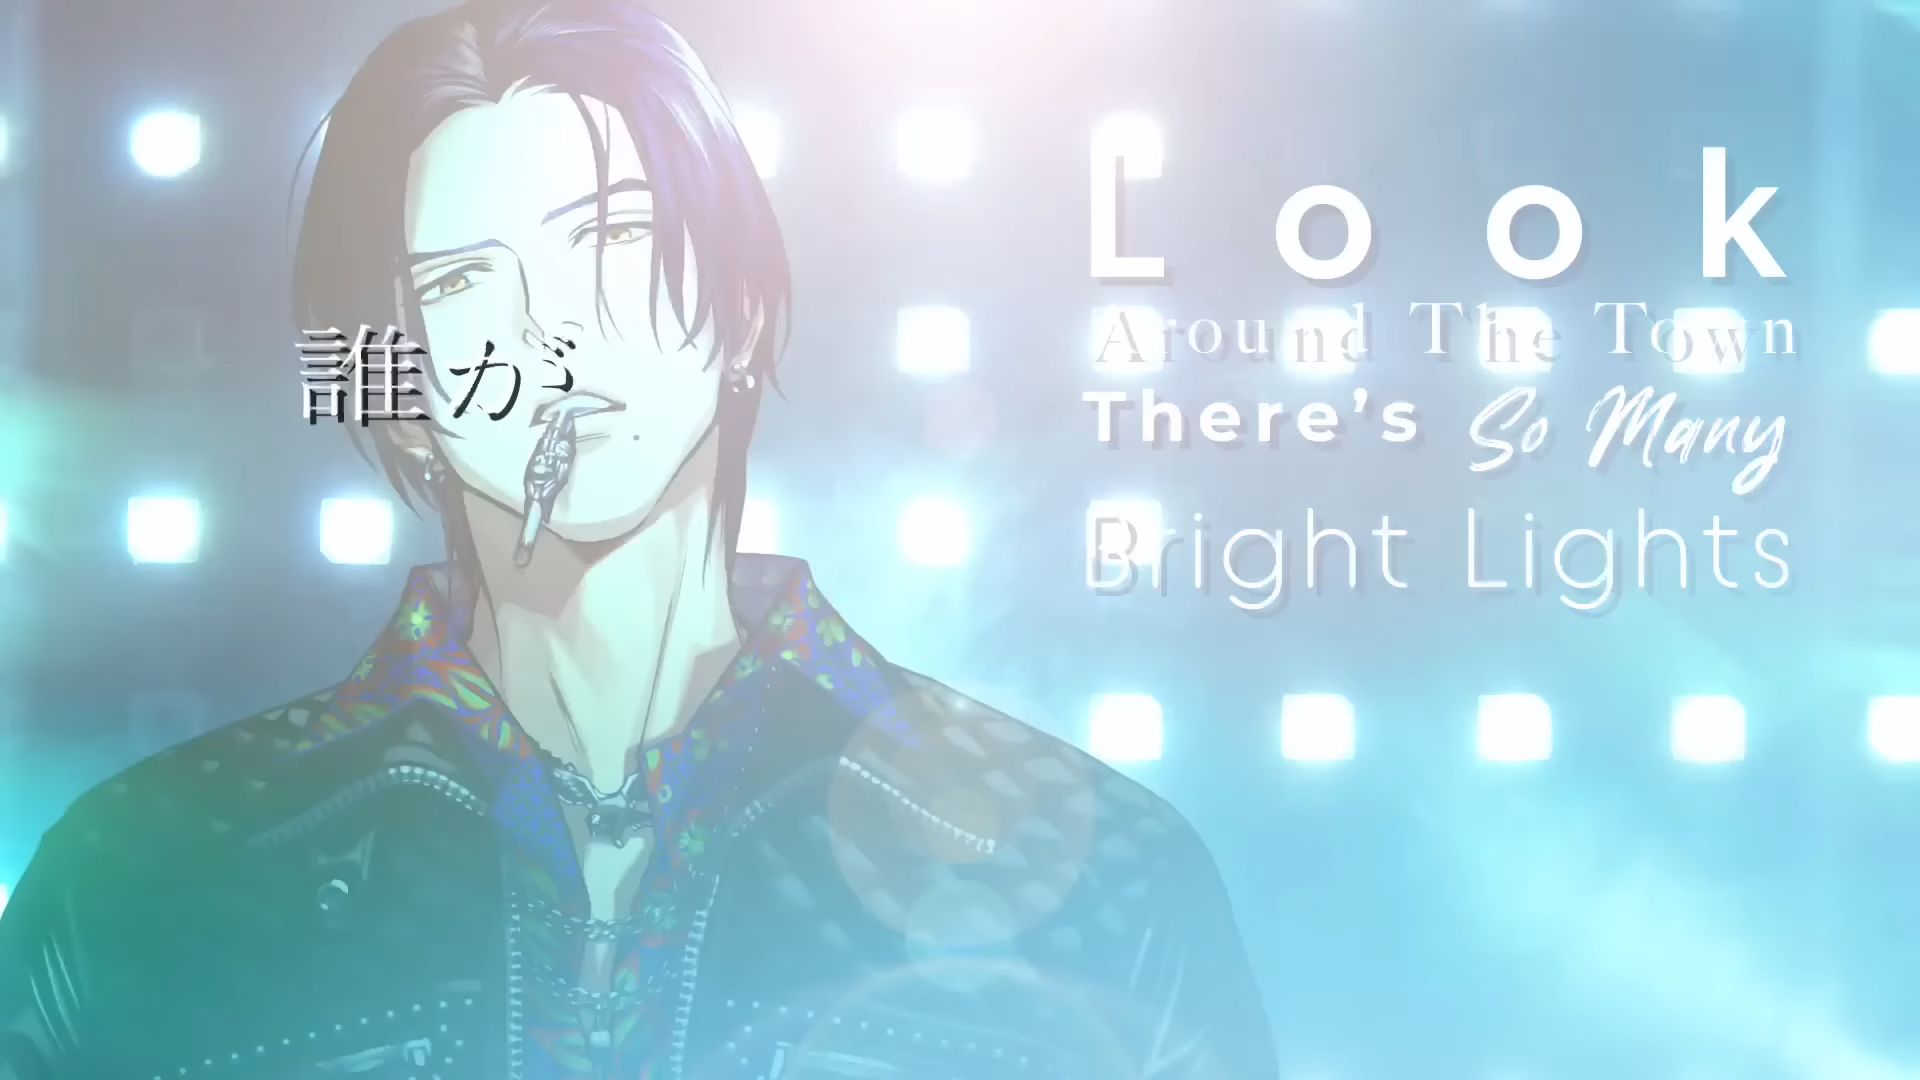 誰が
Look
Around The Town
There's So Many
Bright Lights